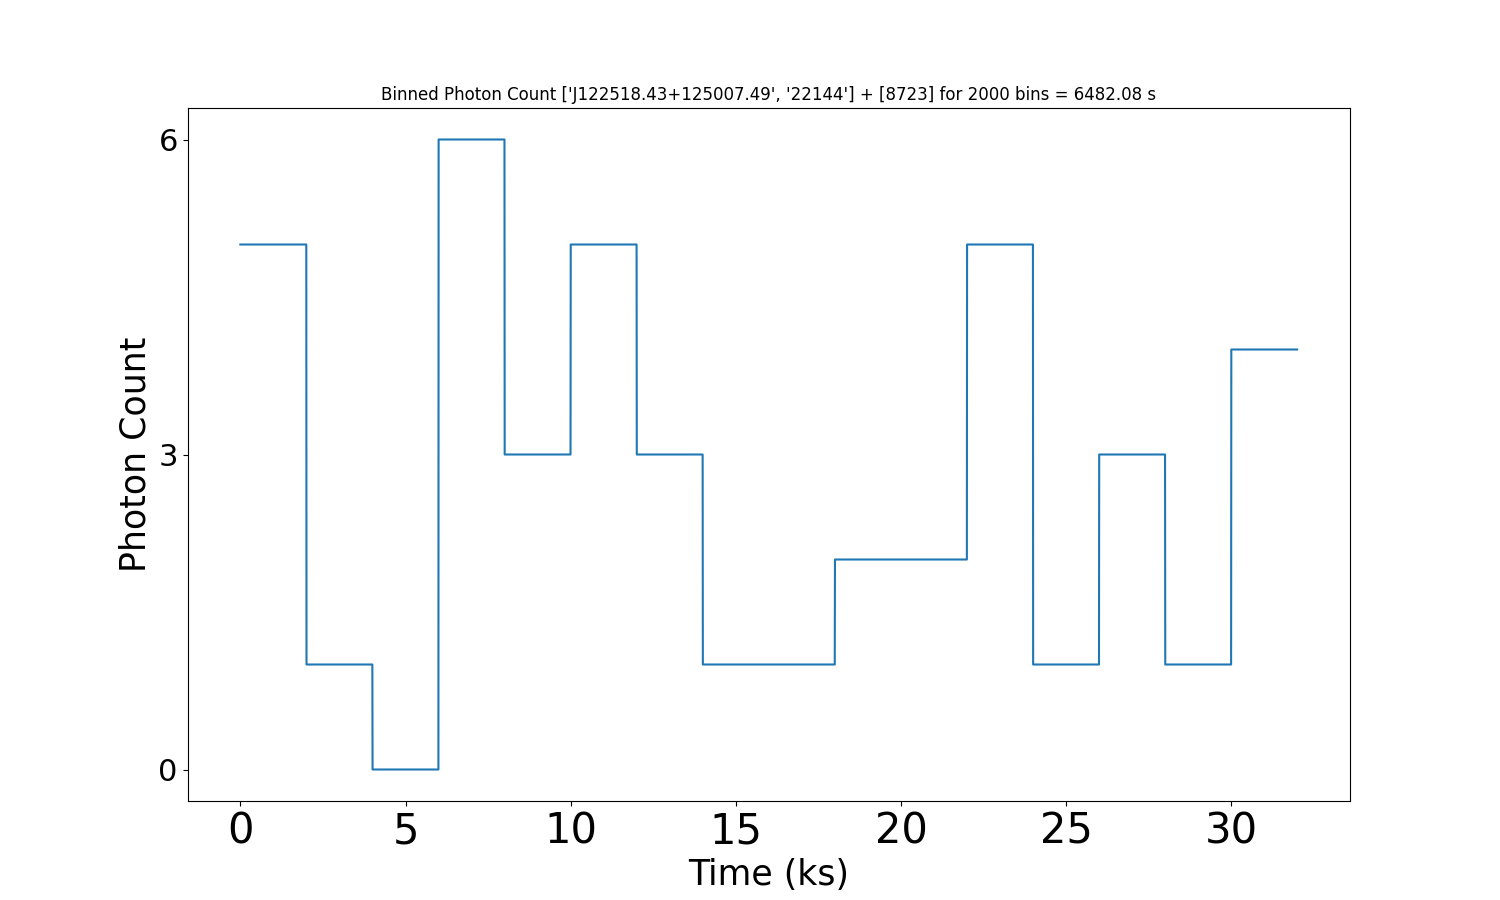 Binned Photon Count ['J122518.43+125007.49', '22144'] + [8723] for 2000 bins = 6482.08 s
6
3
0
Photon Count
0 5 10 15 20 25 30
Time (ks)